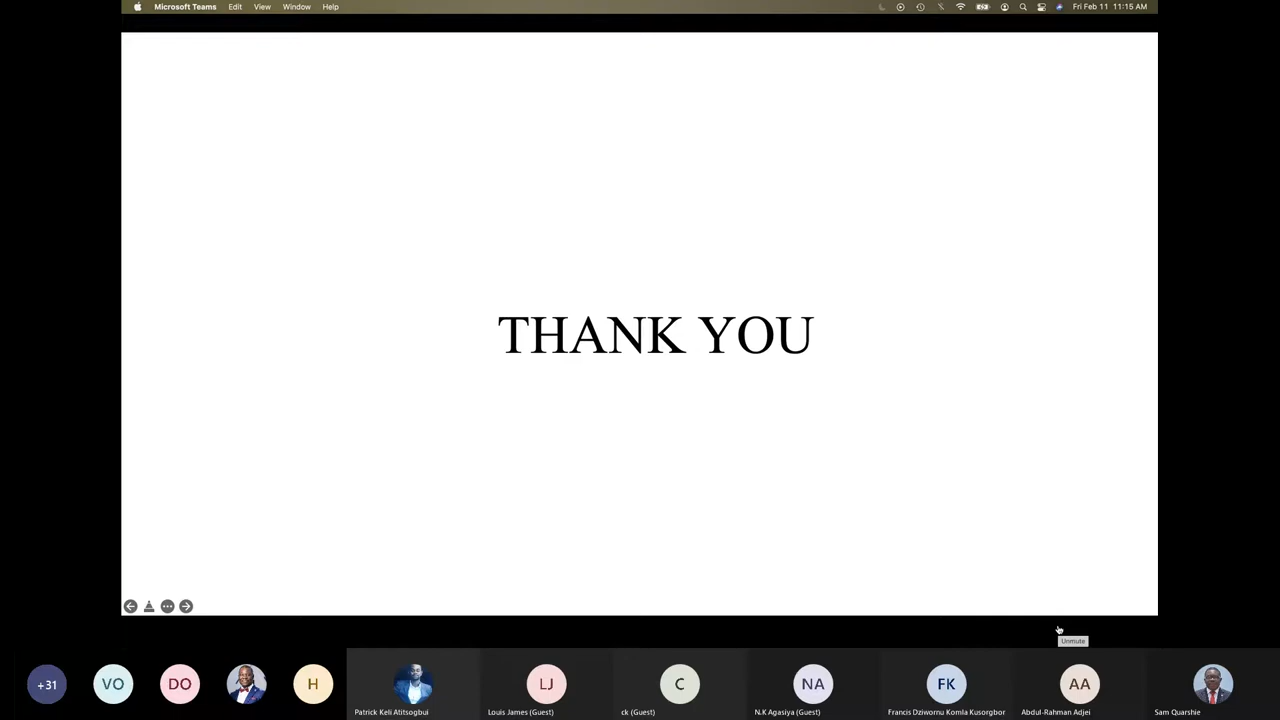 Microsoft Teams Edit View Window Help Fri Feb 11 11:15 AM
THANK YOU
Unmute
+31 VO DO H LJ C NA FK AA
Patrick Keli Atitsogbui Louis James (Guest) ck (Guest) N.K Agasiya (Guest) Francis Dziwornu Komla Kusorgbor Abdul-Rahman Adjei Sam Quarshie